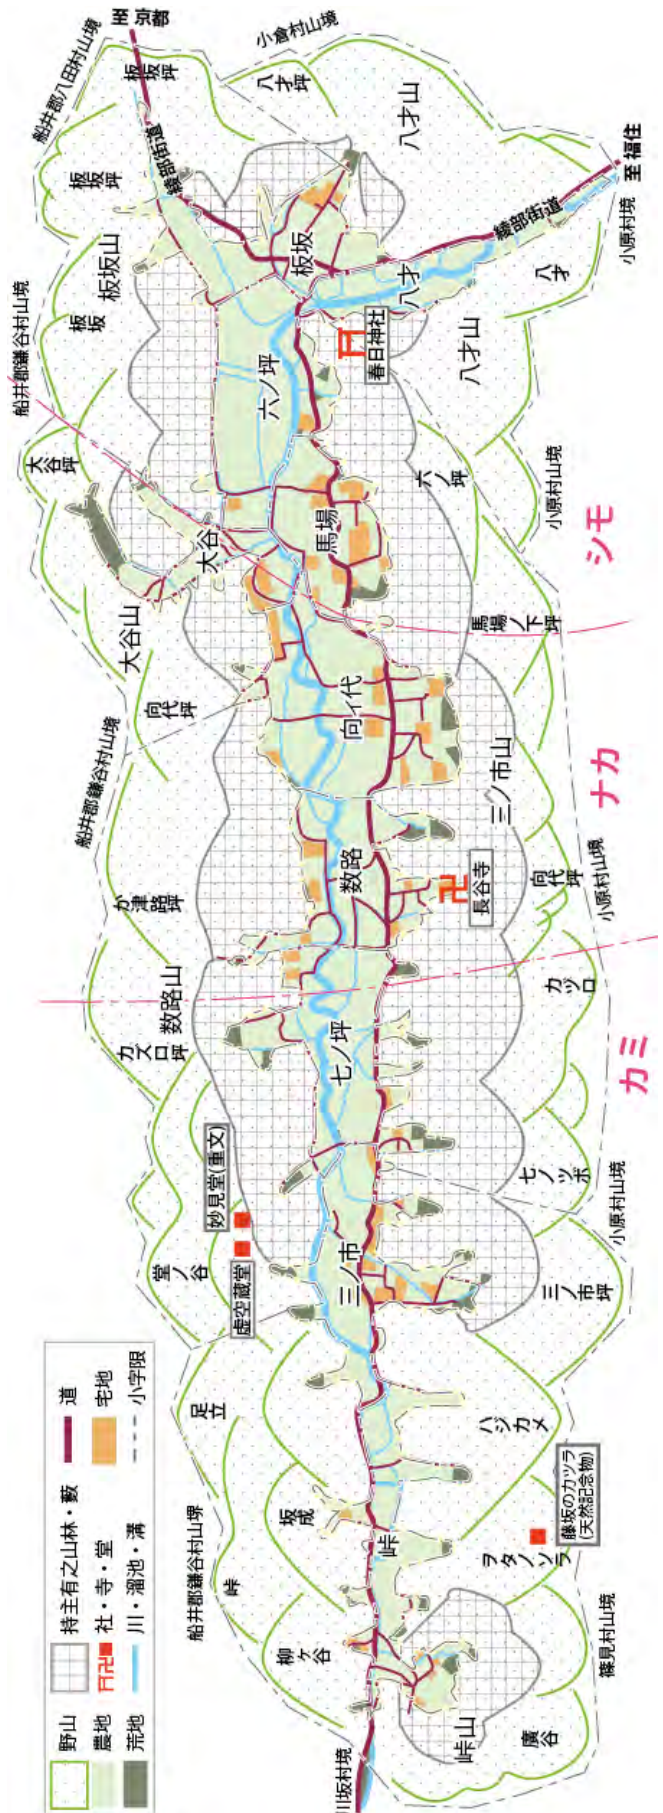 至 京都
小倉村山境
船井郡八田村山境
板坂坪
八才坪
八才山
綾部街道
板坂坪
板坂山
板坂
板坂
八才
綾部街道
至 福住
小原村境
八才
八才山
春日神社
六ノ坪
船井郡鎌谷村山境
大谷坪
大谷
馬場
六ノ坪
小原村山境
シモ
大谷山
馬場ノ下坪
向代坪
向イ代
三ノ市山
ナカ
船井郡鎌谷村山境
か津路坪
数路
長谷寺
向代坪
小原村山境
数路山
カズロ坪
七ノ坪
カツロ
カミ
妙見堂(重文)
虚空蔵堂
堂ノ谷
三ノ市
七ノツボ
小原村山境
三ノ市坪
足立
ハジカメ
坂成
峠
藤坂のカツラ
(天然記念物)
ヲタノソラ
船井郡鎌谷村山堺
峠
柳ヶ谷
篠見村山境
峠山
廣谷
川坂村境
野山
持主有之山林・藪
道
農地
社・寺・堂
宅地
荒地
川・溜池・溝
小字限